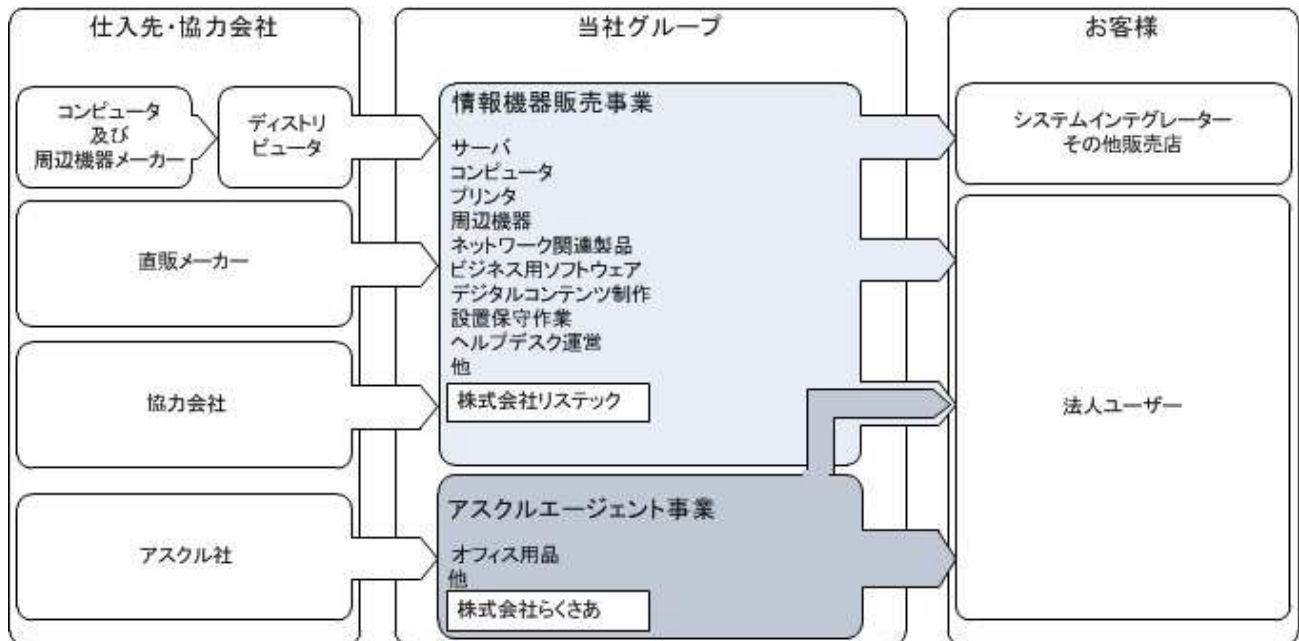 仕入先・協力会社
コンピュータ
及び
周辺機器メーカー
ディストリ
ビュータ
直販メーカー
協力会社
アスクル社
当社グループ
情報機器販売事業
サーバ
コンピュータ
プリンタ
周辺機器
ネットワーク関連製品
ビジネス用ソフトウェア
デジタルコンテンツ制作
設置保守作業
ヘルプデスク運営
他
株式会社リステック
アスクルエージェント事業
オフィス用品
他
株式会社らくさあ
お客様
システムインテグレーター
その他販売店
法人ユーザー